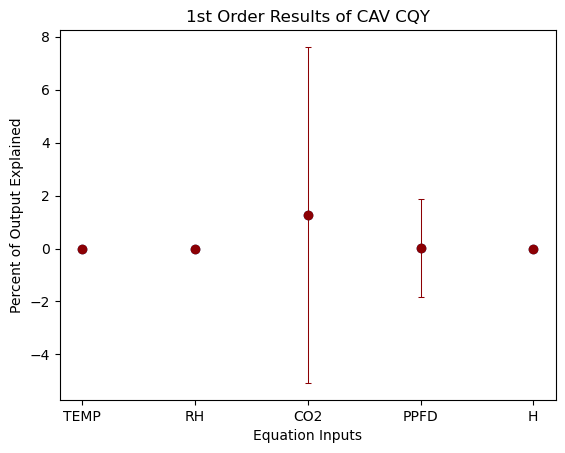 1st Order Results of CAV CQY
8
6
4
2
0
−2
−4
Percent of Output Explained
TEMP RH CO2 PPFD H
Equation Inputs